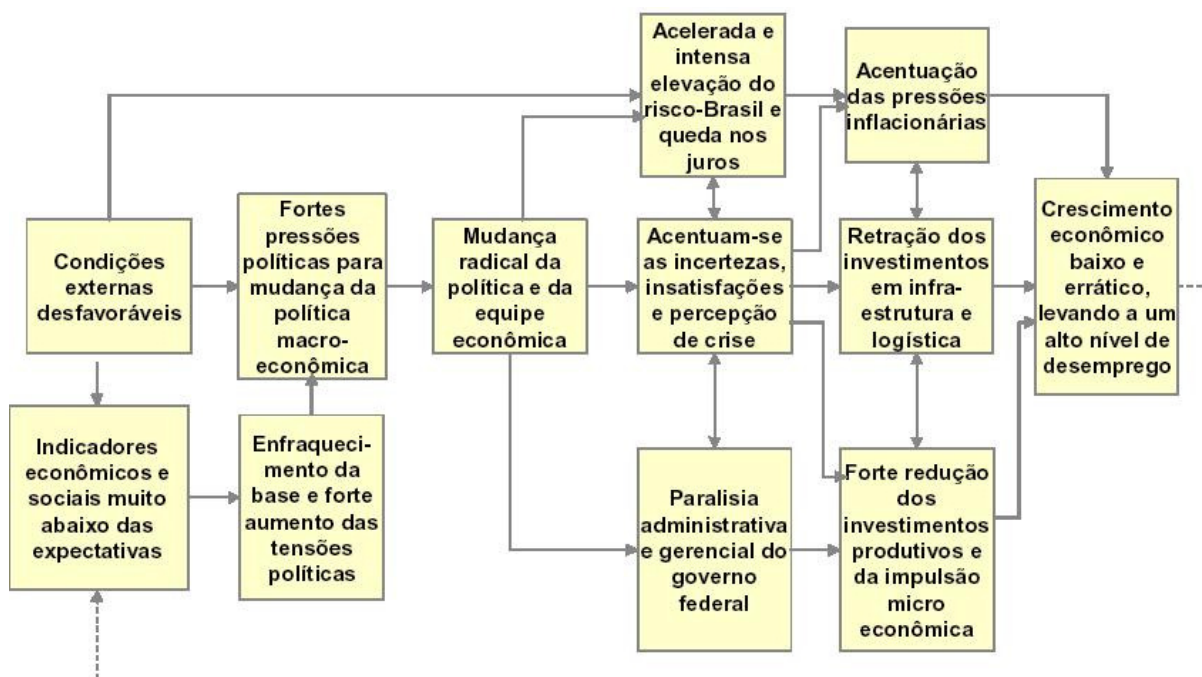 Condições
externas
desfavoráveis
Indicadores
econômicos e
sociais muito
abaixo das
expectativas
Fortes
pressões
políticas para
mudança da
política
macro-
econômica
Enfraqueci-
mento da
base e forte
aumento das
tensões
políticas
Mudança
radical da
política e da
equipe
econômica
Acelerada e
intensa
elevação do
risco-Brasil e
queda nos
juros
Acentuam-se
as incertezas,
insatisfações
e percepção
de crise
Paralisia
administrativa
e gerencial do
governo
federal
Acentuação
das pressões
inflacionárias
Retração dos
investimentos
em infra-
estrutura e
logística
Forte redução
dos
investimentos
produtivos e
da impulsão
micro
econômica
Crescimento
econômico
baixo e
errático,
levando a um
alto nível de
desemprego